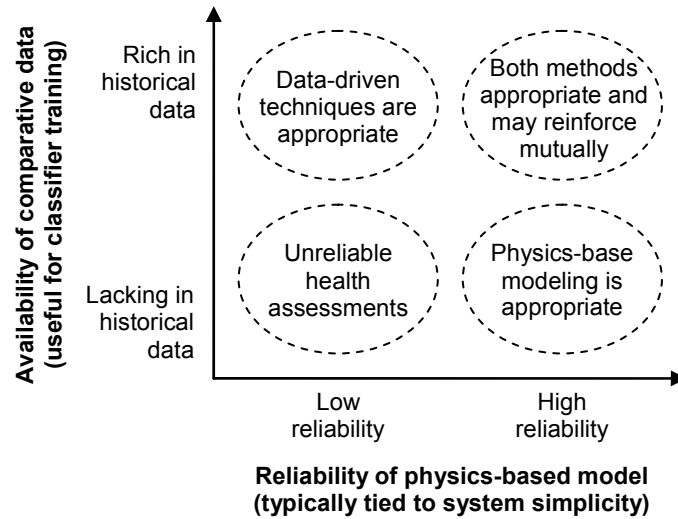 Availability of comparative data
(useful for classifier training)
Rich in
historical
data
Data-driven
techniques are
appropriate
Both methods
appropriate and
may reinforce
mutually
Lacking in
historical
data
Unreliable
health
assessments
Physics-base
modeling is
appropriate
Low
reliability
High
reliability
Reliability of physics-based model
(typically tied to system simplicity)